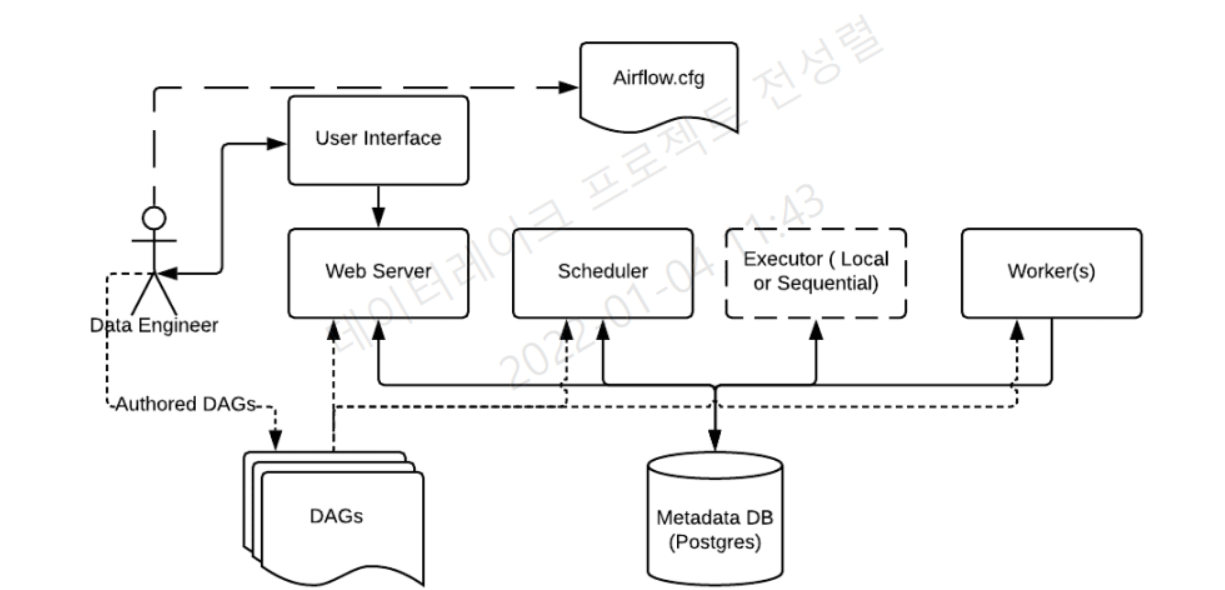 Airflow.cfg
User Interface
Web Server
Scheduler
Executor ( Local
or Sequential)
Worker(s)
Data Engineer
Authored DAGs
DAGs
Metadata DB
(Postgres)
데이터레이크 프로젝트 전성렬
2022-01-04 11:43